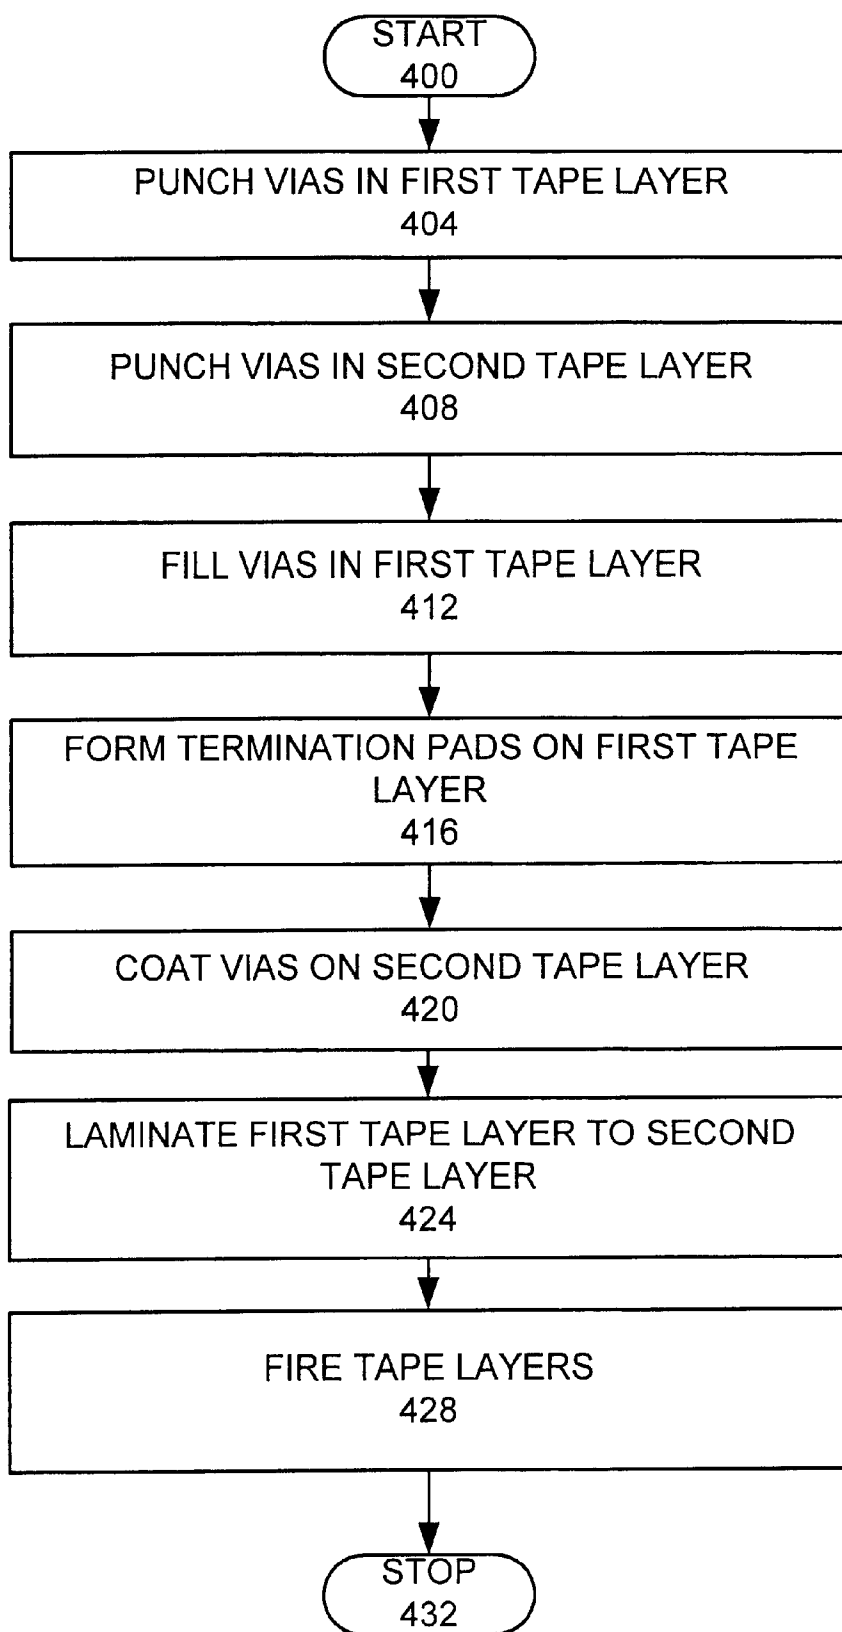 START
400
PUNCH VIAS IN FIRST TAPE LAYER
404
PUNCH VIAS IN SECOND TAPE LAYER
408
FILL VIAS IN FIRST TAPE LAYER
412
FORM TERMINATION PADS ON FIRST TAPE
LAYER
416
COAT VIAS ON SECOND TAPE LAYER
420
LAMINATE FIRST TAPE LAYER TO SECOND
TAPE LAYER
424
FIRE TAPE LAYERS
428
STOP
432